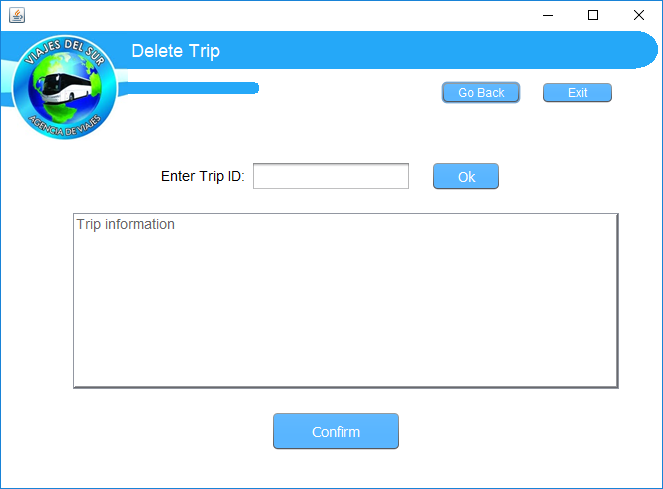 Delete Trip
VIAJES DEL SUR
AGENCIA DE VIAJES
Go Back
Exit
Enter Trip ID:
Ok
Trip information
Confirm